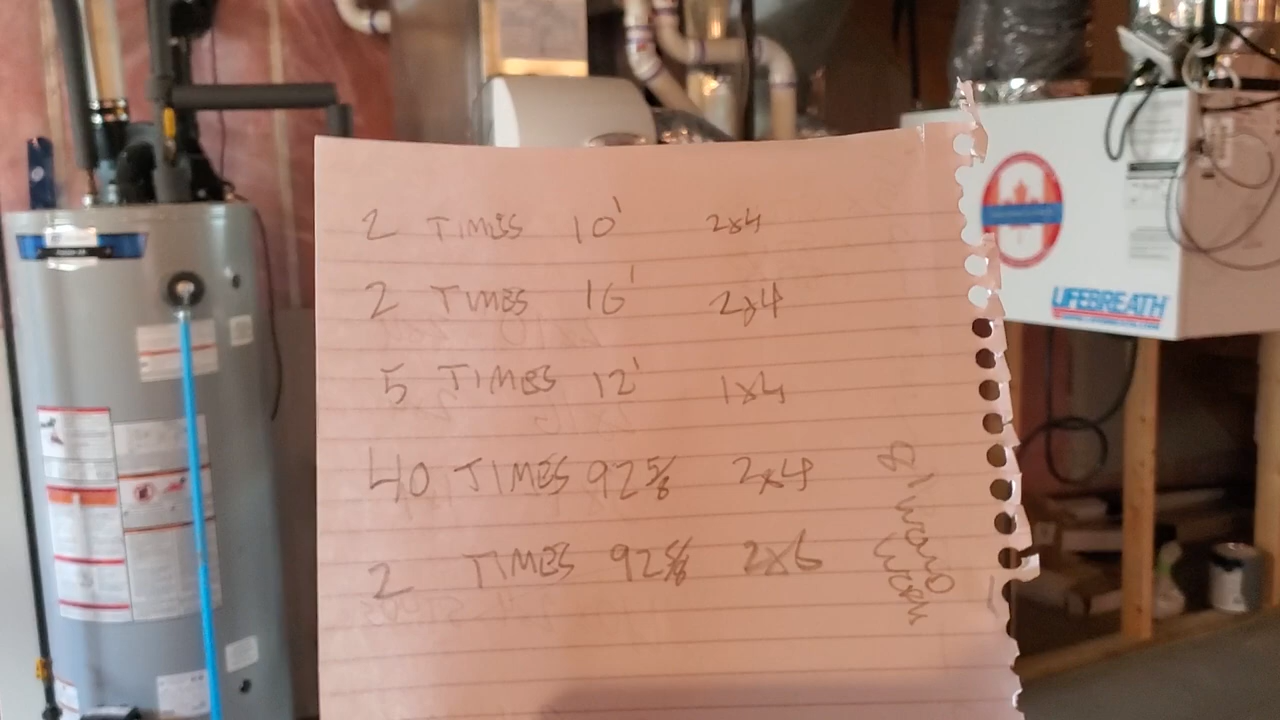 2 TIMES 10' 2x4
2 TIMES 16' 2x4
5 TIMES 12' 1x4
40 TIMES 92 5/8 2x4
2 TIMES 92 5/8 2x6
LIFEBREATH